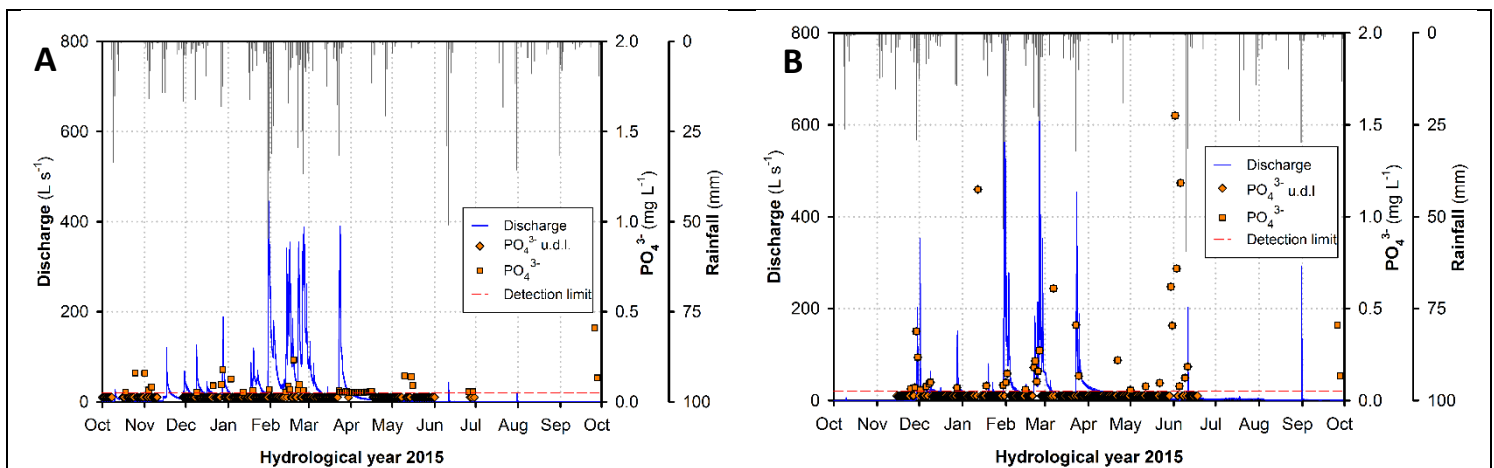 A
800
600
400
200
0
Discharge (L s⁻¹)
2.0
1.5
1.0
0.5
0.0
PO₄³⁻ (mg L⁻¹)
0
25
50
75
100
Rainfall (mm)
Discharge
PO₄³⁻ u.d.l.
PO₄³⁻
Detection limit
Oct Nov Dec Jan Feb Mar Apr May Jun Jul Aug Sep Oct
Hydrological year 2015
B
800
600
400
200
0
Discharge (L s⁻¹)
2.0
1.5
1.0
0.5
0.0
PO₄³⁻ (mg L⁻¹)
0
25
50
75
100
Rainfall (mm)
Discharge
PO₄³⁻ u.d.l
PO₄³⁻
Detection limit
Oct Nov Dec Jan Feb Mar Apr May Jun Jul Aug Sep Oct
Hydrological year 2015